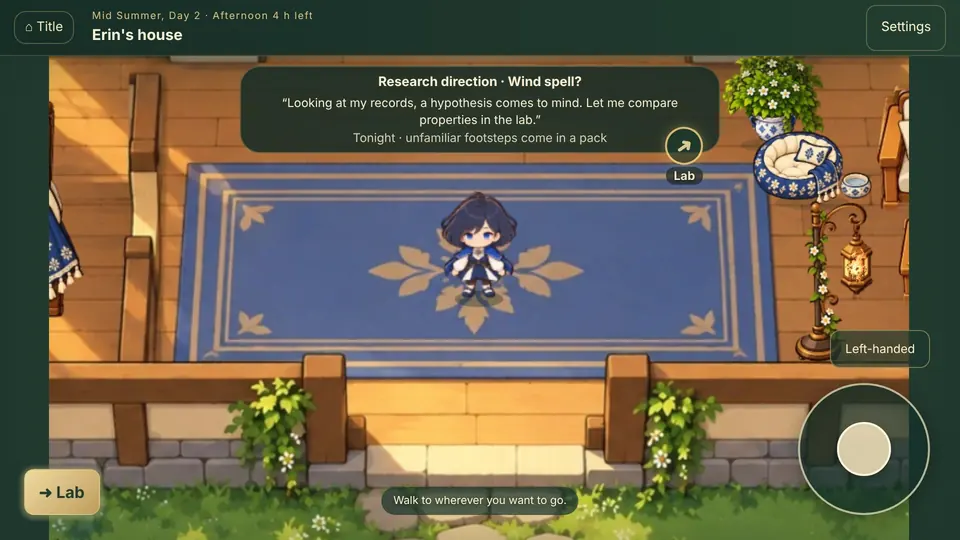 ⌂ Title
Mid Summer, Day 2 · Afternoon 4 h left
Erin's house
Settings
Research direction · Wind spell?
“Looking at my records, a hypothesis comes to mind. Let me compare
properties in the lab.”
Tonight · unfamiliar footsteps come in a pack
Lab
Left-handed
➜ Lab
Walk to wherever you want to go.